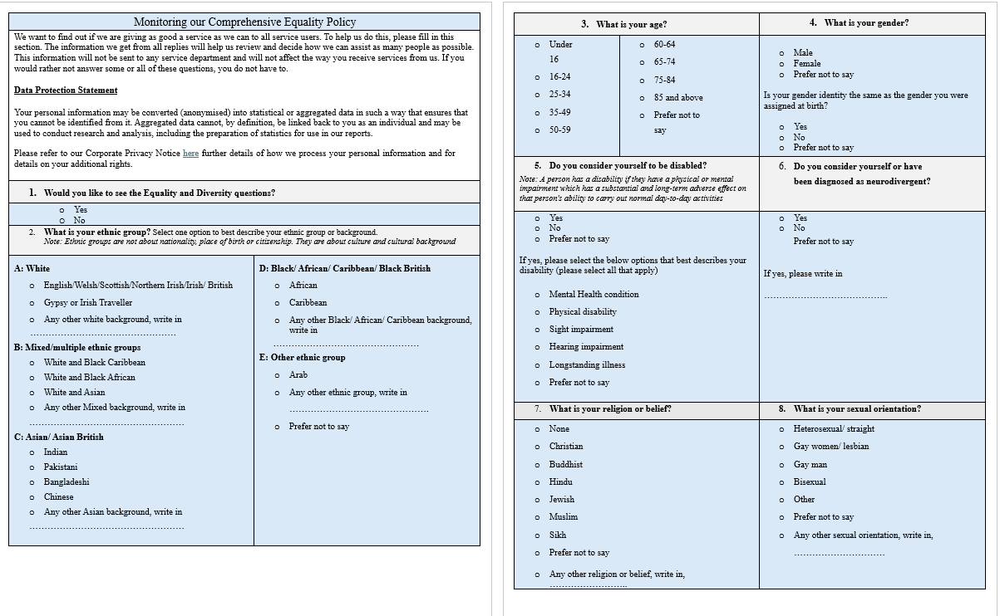 Monitoring our Comprehensive Equality Policy
We want to find out if we are giving as good a service as we can to all service users. To help us do this, please fill in this
section. The information we get from all replies will help us review and decide how we can assist as many people as possible.
This information will not be sent to any service department and will not affect the way you receive services from us. If you
would rather not answer some or all of these questions, you do not have to.
Data Protection Statement
Your personal information may be converted (anonymised) into statistical or aggregated data in such a way that ensures that
you cannot be identified from it. Aggregated data cannot, by definition, be linked back to you as an individual and may be
used to conduct research and analysis, including the preparation of statistics for use in our reports.
Please refer to our Corporate Privacy Notice here further details of how we process your personal information and for
details on your additional rights.
1. Would you like to see the Equality and Diversity questions?
o Yes
o No
2. What is your ethnic group? Select one option to best describe your ethnic group or background.
Note: Ethnic groups are not about nationality, place of birth or citizenship. They are about culture and cultural background
A: White
o English/Welsh/Scottish/Northern Irish/Irish/ British
o Gypsy or Irish Traveller
o Any other white background, write in
…………………………………………
B: Mixed/multiple ethnic groups
o White and Black Caribbean
o White and Black African
o White and Asian
o Any other Mixed background, write in
……………………………………………
C: Asian/ Asian British
o Indian
o Pakistani
o Bangladeshi
o Chinese
o Any other Asian background, write in
……………………………………………
D: Black/ African/ Caribbean/ Black British
o African
o Caribbean
o Any other Black/ African/ Caribbean background,
write in
…………………………………………
E: Other ethnic group
o Arab
o Any other ethnic group, write in
………………………………………
o Prefer not to say
3. What is your age?
o Under
16
o 16-24
o 25-34
o 35-49
o 50-59
o 60-64
o 65-74
o 75-84
o 85 and above
o Prefer not to
say
4. What is your gender?
o Male
o Female
o Prefer not to say
Is your gender identity the same as the gender you were
assigned at birth?
o Yes
o No
o Prefer not to say
5. Do you consider yourself to be disabled?
Note: A person has a disability if they have a physical or mental
impairment which has a substantial and long-term adverse effect on
that person's ability to carry out normal day-to-day activities
o Yes
o No
o Prefer not to say
If yes, please select the below options that best describes your
disability (please select all that apply)
o Mental Health condition
o Physical disability
o Sight impairment
o Hearing impairment
o Longstanding illness
o Prefer not to say
6. Do you consider yourself or have
been diagnosed as neurodivergent?
o Yes
o No
Prefer not to say
If yes, please write in
…………………………………..
7. What is your religion or belief?
o None
o Christian
o Buddhist
o Hindu
o Jewish
o Muslim
o Sikh
o Prefer not to say
o Any other religion or belief, write in,
……………………..
8. What is your sexual orientation?
o Heterosexual/ straight
o Gay women/ lesbian
o Gay man
o Bisexual
o Other
o Prefer not to say
o Any other sexual orientation, write in,
…………………………